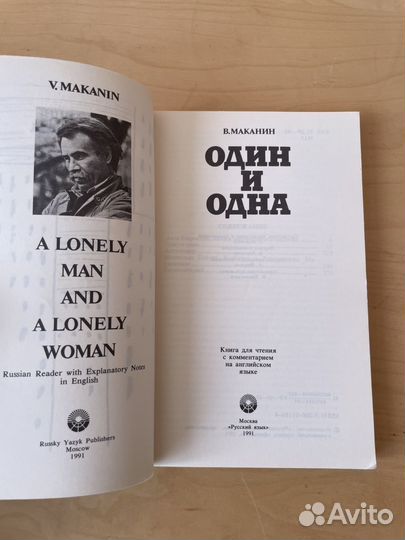 V. MAKANIN
A LONELY
MAN
AND
A LONELY
WOMAN
Russian Reader with Explanatory Notes
in English
Russky Yazyk Publishers
Moscow
1991
В. МАКАНИН
ОДИН
И
ОДНА
Книга для чтения
с комментарием
на английском
языке
Москва
«Русский язык»
1991
Avito